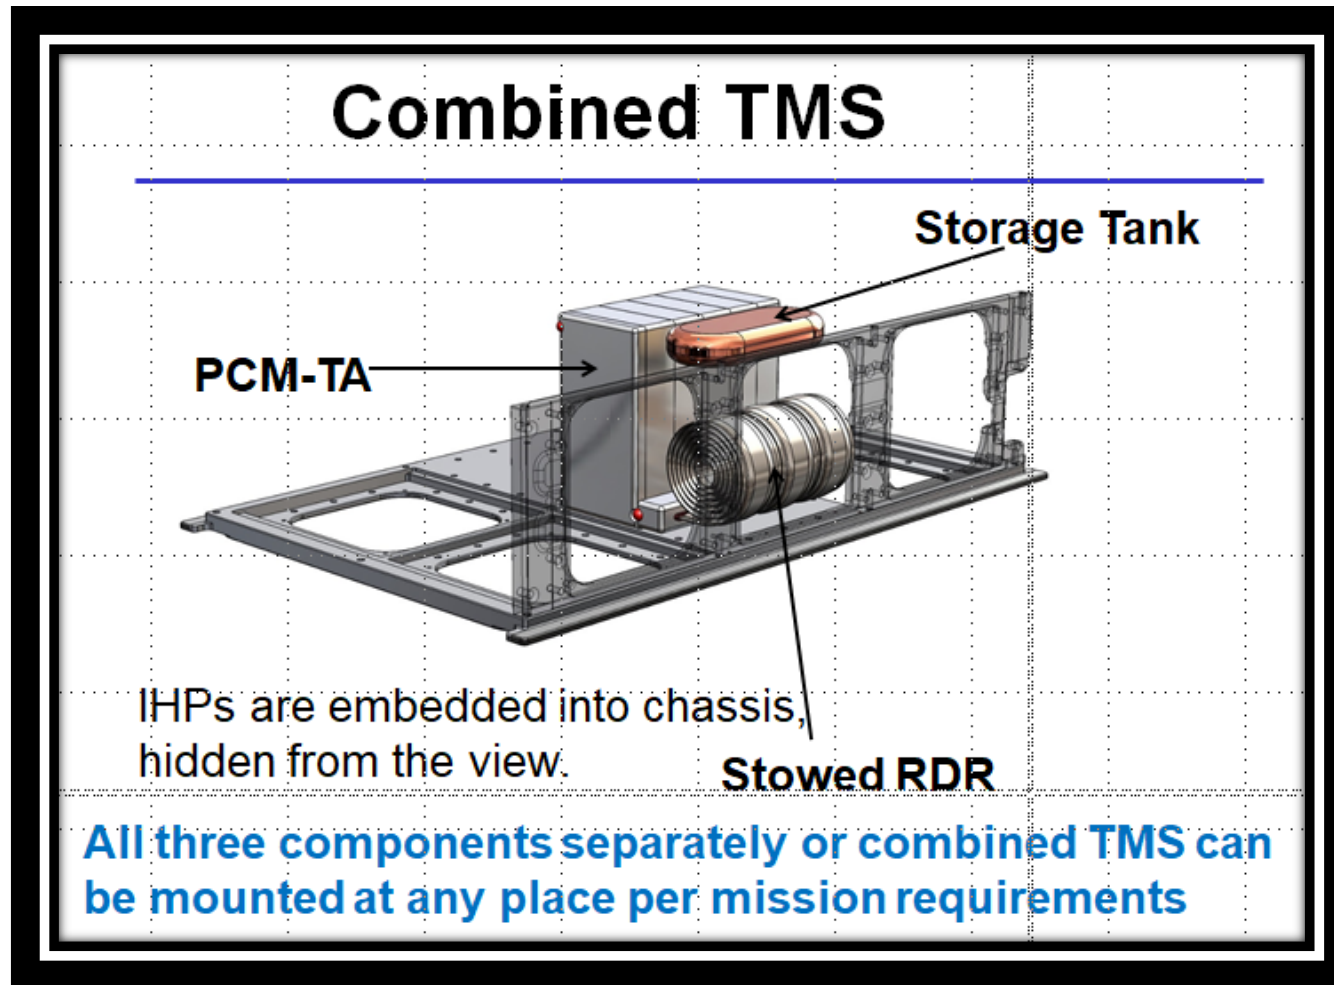 Combined TMS
Storage Tank
PCM-TA
IHPs are embedded into chassis,
hidden from the view.
Stowed RDR
All three components separately or combined TMS can
be mounted at any place per mission requirements